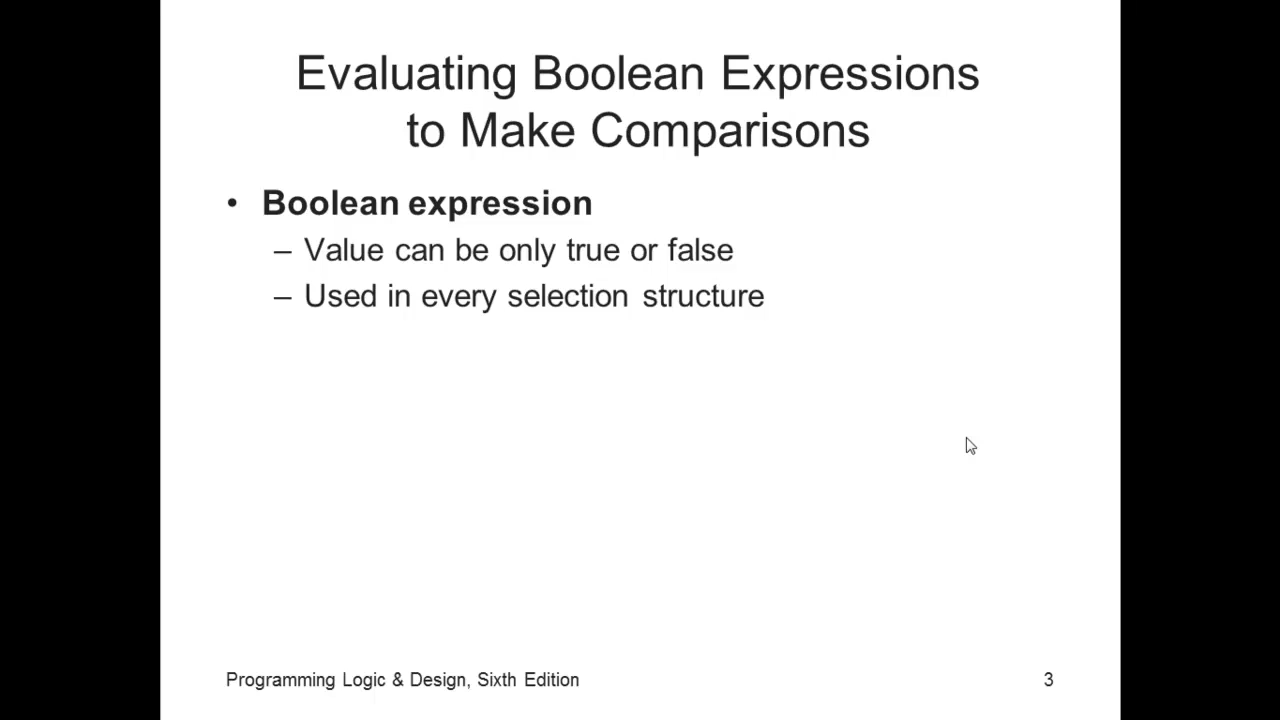 Evaluating Boolean Expressions
to Make Comparisons
• Boolean expression
– Value can be only true or false
– Used in every selection structure
Programming Logic & Design, Sixth Edition
3